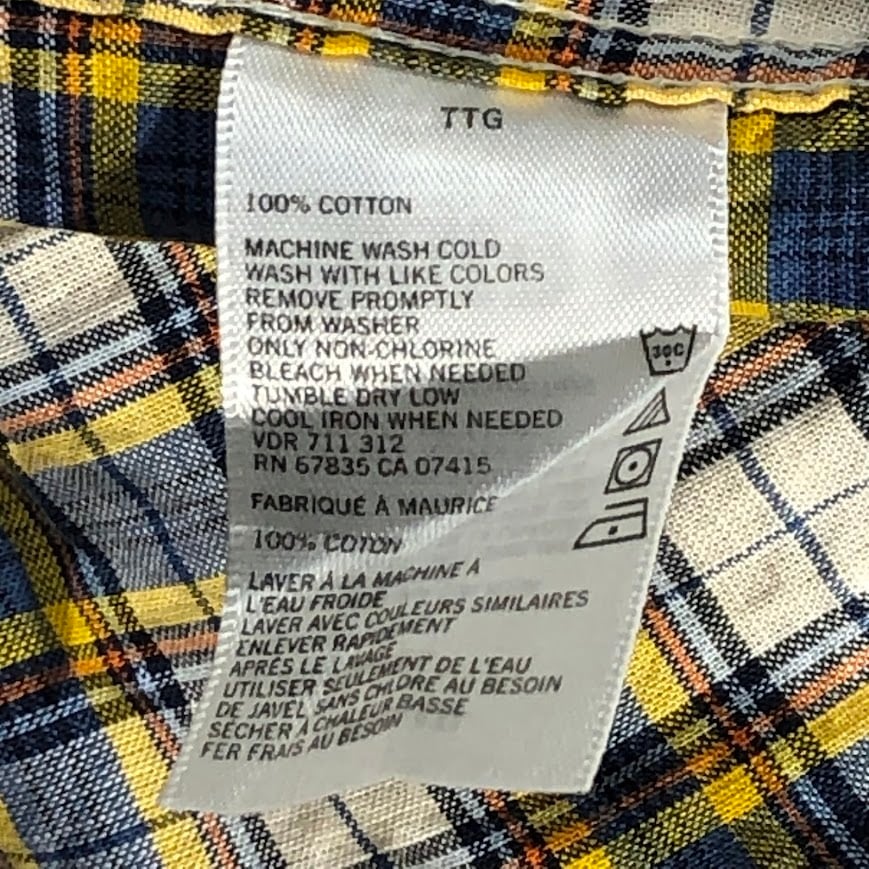 TTG
100% COTTON
MACHINE WASH COLD
WASH WITH LIKE COLORS
REMOVE PROMPTLY
FROM WASHER
ONLY NON-CHLORINE
BLEACH WHEN NEEDED
TUMBLE DRY LOW
COOL IRON WHEN NEEDED
VDR 711 312
RN 67835 CA 07415
30C
FABRIQUÉ À MAURICE
100% COTON
LAVER À LA MACHINE À
L'EAU FROIDE
LAVER AVEC COULEURS SIMILAIRES
ENLEVER RAPIDEMENT
APRÉS LE LAVAGE
UTILISER SEULEMENT DE L'EAU
DE JAVEL SANS CHLORE AU BESOIN
SÉCHER À CHALEUR BASSE
FER FRAIS AU BESOIN